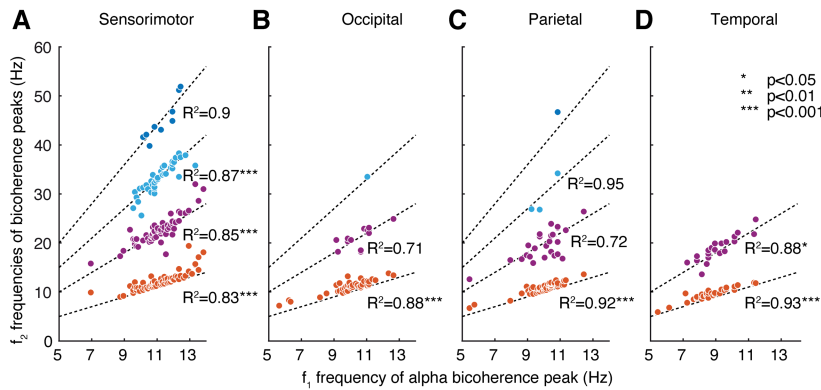 A Sensorimotor B Occipital C Parietal D Temporal
f₂ frequencies of bicoherence peaks (Hz)
60
50
40
30
20
10
0
R²=0.9
R²=0.87***
R²=0.85***
R²=0.83***
R²=0.71
R²=0.88***
R²=0.95
R²=0.72
R²=0.92***
* p<0.05
** p<0.01
*** p<0.001
R²=0.88*
R²=0.93***
5 7 9 11 13 5 7 9 11 13 5 7 9 11 13 5 7 9 11 13
f₁ frequency of alpha bicoherence peak (Hz)